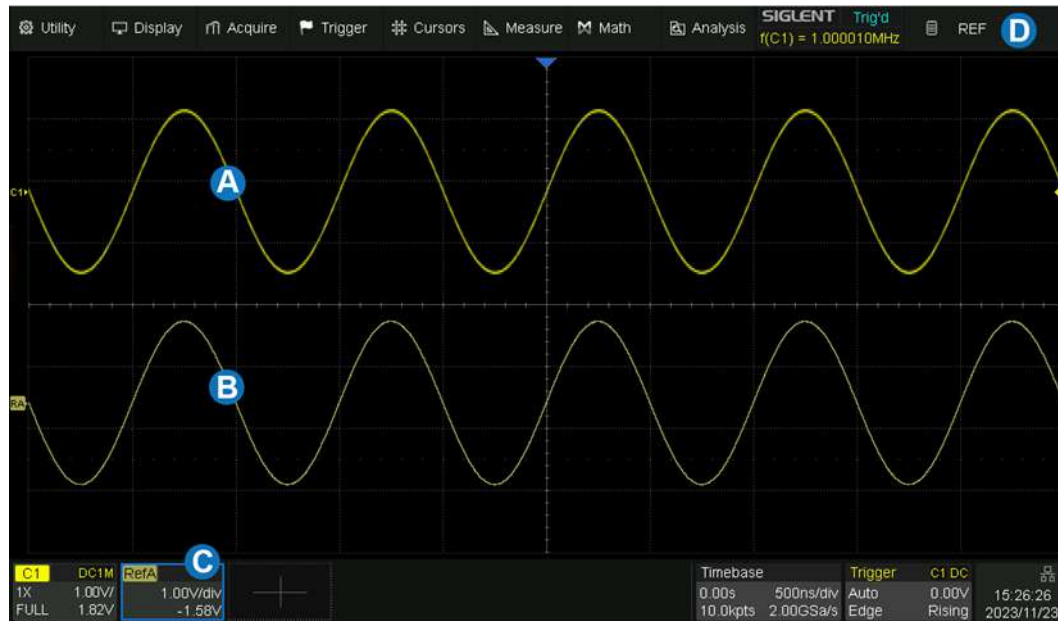 Utility Display Acquire Trigger Cursors Measure Math Analysis SIGLENT Trig'd REF D
f(C1) = 1.000010MHz
C1
A
B
RA
C
C1 DC1M RefA Timebase Trigger C1 DC
1X 1.00V/ 1.00V/div 0.00s 500ns/div Auto 0.00V 15:26:26
FULL 1.82V -1.58V 10.0kpts 2.00GSa/s Edge Rising 2023/11/23